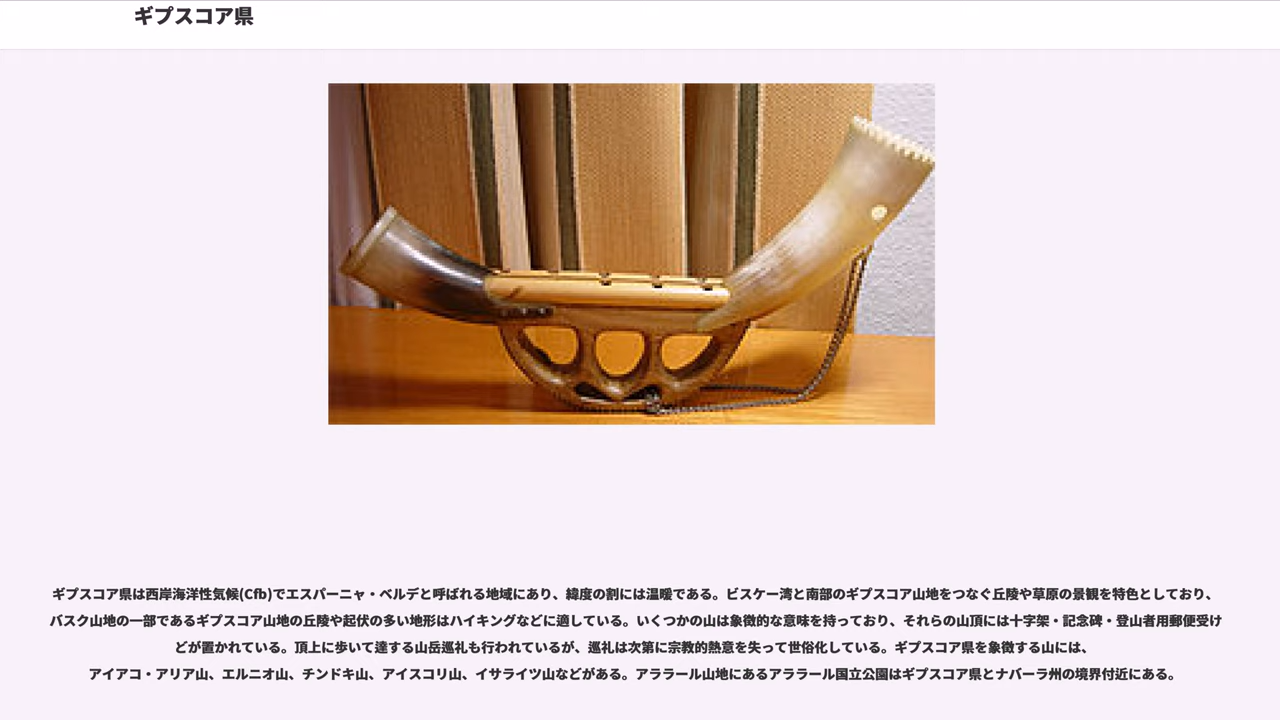 ギプスコア県
ギプスコア県は西岸海洋性気候(Cfb)でエスパーニャ・ベルデと呼ばれる地域にあり、緯度の割には温暖である。ビスケー湾と南部のギプスコア山地をつなぐ丘陵や草原の景観を特色としており、
バスク山地の一部であるギプスコア山地の丘陵や起伏の多い地形はハイキングなどに適している。いくつかの山は象徴的な意味を持っており、それらの山頂には十字架・記念碑・登山者用郵便受け
どが置かれている。頂上に歩いて達する山岳巡礼も行われているが、巡礼は次第に宗教的熱意を失って世俗化している。ギプスコア県を象徴する山には、
アイアコ・アリア山、エルニオ山、チンドキ山、アイスコリ山、イサライツ山などがある。アララール山地にあるアララール国立公園はギプスコア県とナバーラ州の境界付近にある。